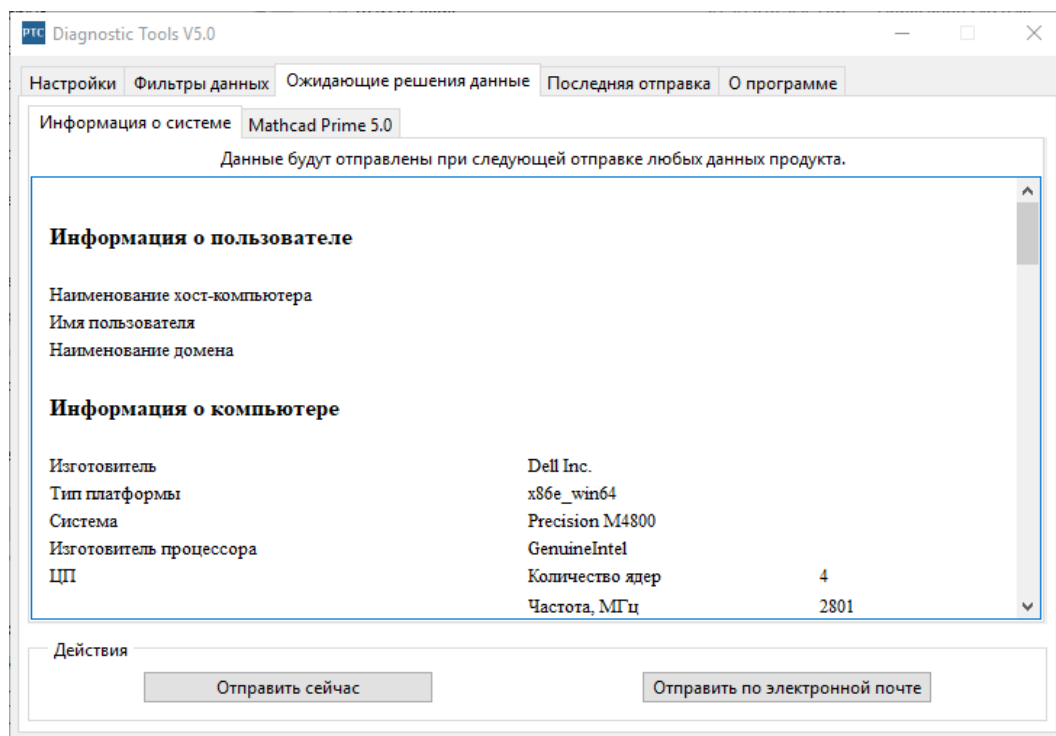 PTC Diagnostic Tools V5.0
Настройки Фильтры данных Ожидающие решения данные Последняя отправка О программе
Информация о системе Mathcad Prime 5.0
Данные будут отправлены при следующей отправке любых данных продукта.
Информация о пользователе
Наименование хост-компьютера
Имя пользователя
Наименование домена
Информация о компьютере
Изготовитель Dell Inc.
Тип платформы x86e_win64
Система Precision M4800
Изготовитель процессора GenuineIntel
ЦП Количество ядер 4
Частота, МГц 2801
Действия
Отправить сейчас Отправить по электронной почте